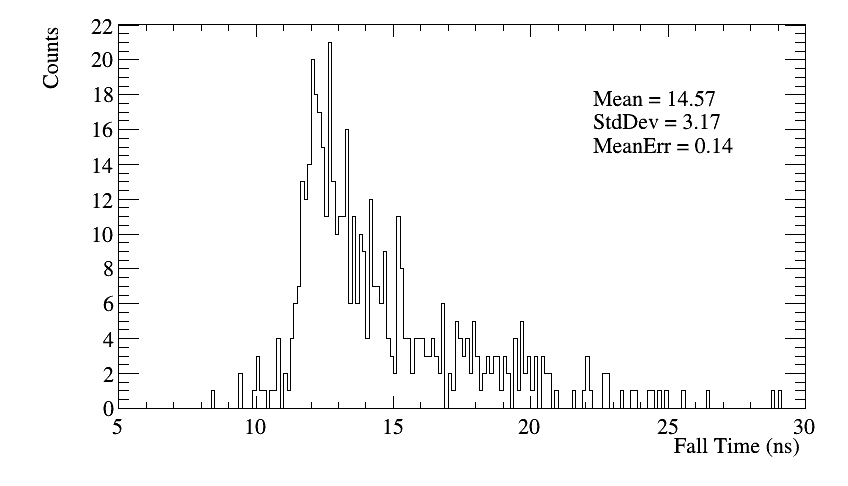 Counts
22
20
18
16
14
12
10
8
6
4
2
0
Mean = 14.57
StdDev = 3.17
MeanErr = 0.14
5 10 15 20 25 30
Fall Time (ns)